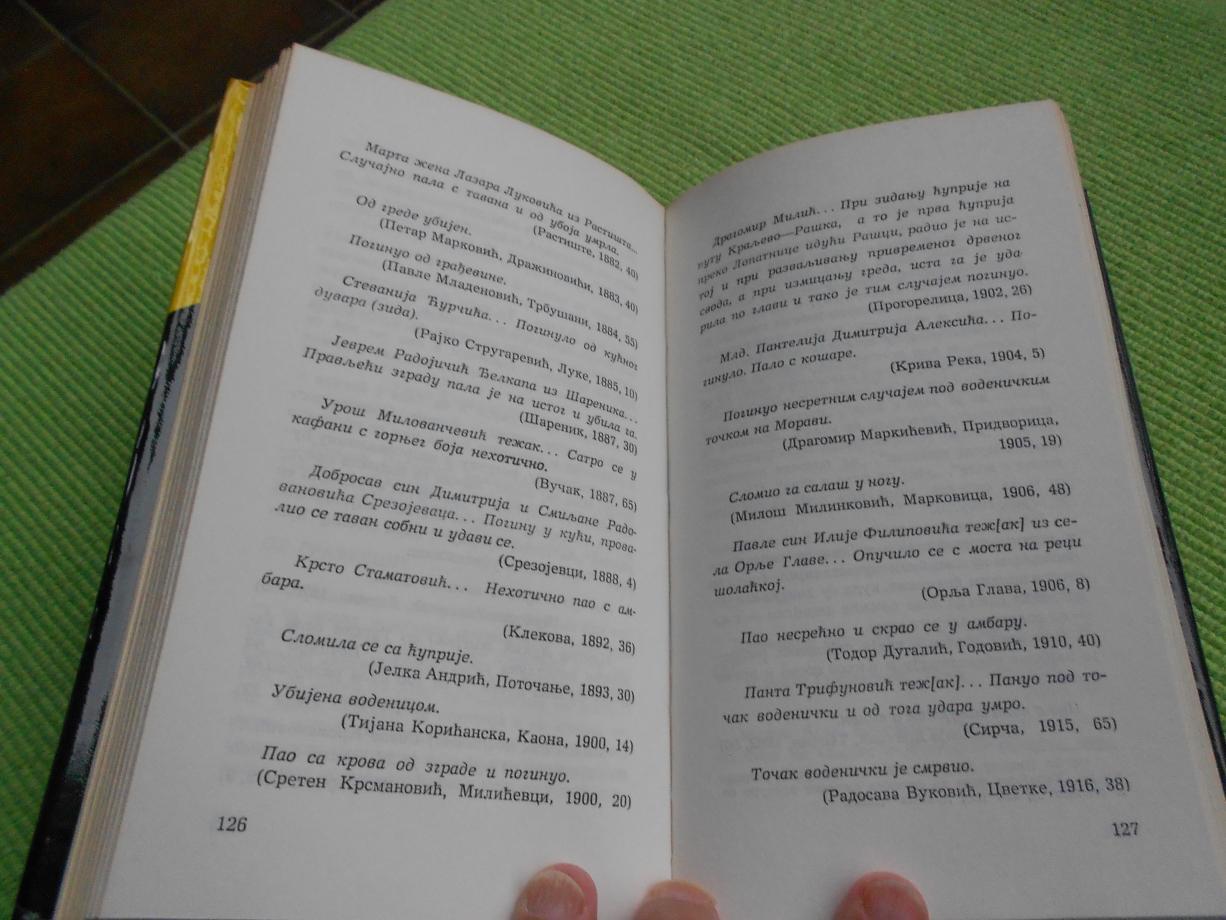 Марта жена Лазара Луковића из Растишта...
Случајно пала с тавана и од убоја умрла.
(Растиште, 1882, 40)
Од греде убијен.
(Петар Марковић, Дражиновићи, 1883, 40)
Погинуо од грађевине.
(Павле Младеновић, Трбушани, 1884, 55)
Стеванија Ћурчића... Погинуло од кућног
дувара (зида).
(Рајко Стругаревић, Луке, 1885, 10)
Јеврем Радојичић Ђелкапа из Шареника...
Прављећи зграду пала је на истог и убила га.
(Шареник, 1887, 30)
Урош Милованчевић тежак... Сатро се у
кафани с горњег боја нехотично.
(Вучак, 1887, 65)
Добросав син Димитрија и Смиљане Радо-
вановића Срезојеваца... Погину у кући, прова-
лио се таван собни и удави се.
(Срезојевци, 1888, 4)
Крсто Стаматовић... Нехотично пао с ам-
бара.
(Клекова, 1892, 36)
Сломила се са ћуприје.
(Јелка Андрић, Поточање, 1893, 30)
Убијена воденицом.
(Тијана Корићанска, Каона, 1900, 14)
Пао са крова од зграде и погинуо.
(Сретен Крсмановић, Милићевци, 1900, 20)
126
Драгомир Милић... При зидању ћуприје на
путу Краљево—Рашка, а то је прва ћуприја
преко Лопатнице идући Рашци, радио је на ис-
тој и при разваљивању привременог дрвеног
свода, а при измицању греда, иста га је уда-
рила по глави и тако је тим случајем погинуо.
(Прогорелица, 1902, 26)
Млд. Пантелија Димитрија Алексића... По-
гинуло. Пало с кошаре.
(Крива Река, 1904, 5)
Погинуо несретним случајем под воденичким
точком на Морави.
(Драгомир Маркићевић, Придворица,
1905, 19)
Сломио га салаш у ногу.
(Милош Милинковић, Марковица, 1906, 48)
Павле син Илије Филиповића теж[ак] из се-
ла Орље Главе... Опучило се с моста на реци
шолаћкој.
(Орља Глава, 1906, 8)
Пао несрећно и скрао се у амбару.
(Тодор Дугалић, Годовић, 1910, 40)
Панта Трифуновић теж[ак]... Пануо под то-
чак воденички и од тога удара умро.
(Сирча, 1915, 65)
Точак воденички је смрвио.
(Радосава Вуковић, Цветке, 1916, 38)
127